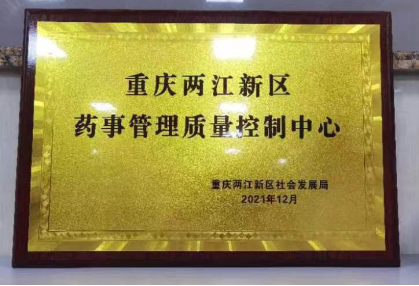 重庆两江新区
药事管理质量控制中心
重庆两江新区社会发展局
2021年12月